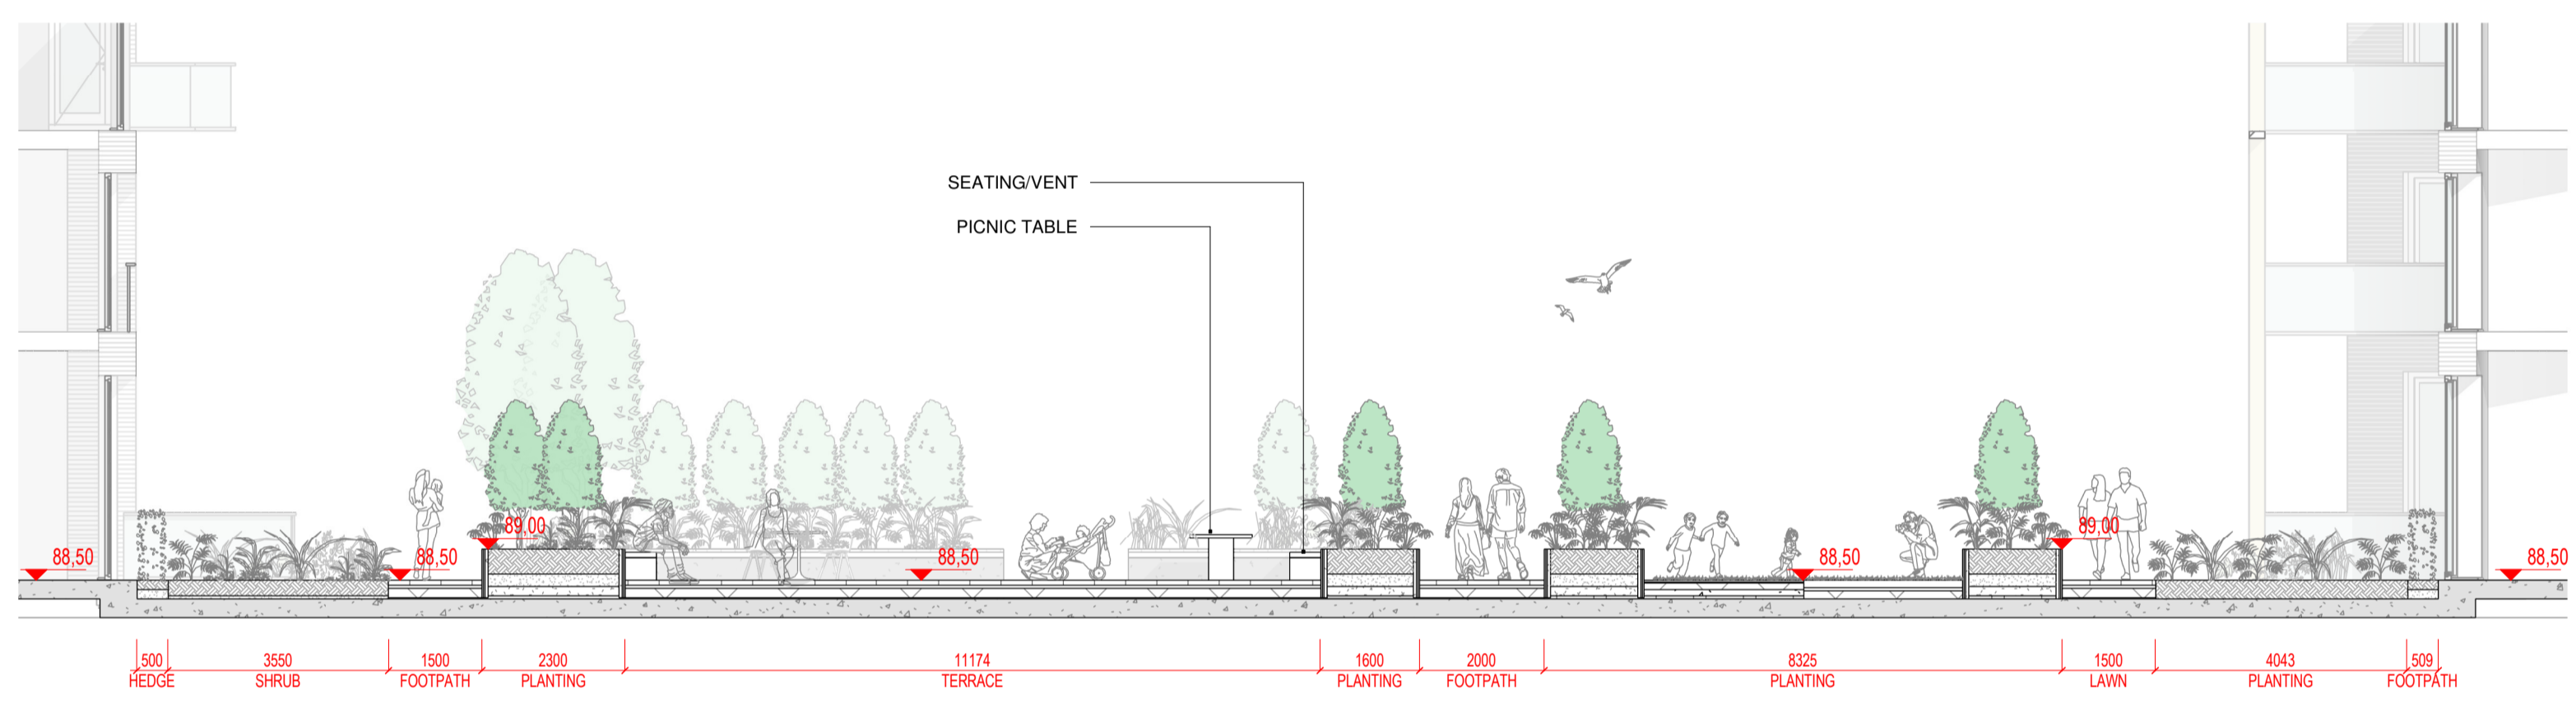 SEATING/VENT
PICNIC TABLE
89,00
89,00
88,50
88,50
88,50
88,50
88,50
500 3550 1500 2300 11174 1600 2000 8325 1500 4043 509
HEDGE SHRUB FOOTPATH PLANTING TERRACE PLANTING FOOTPATH PLANTING LAWN PLANTING FOOTPATH